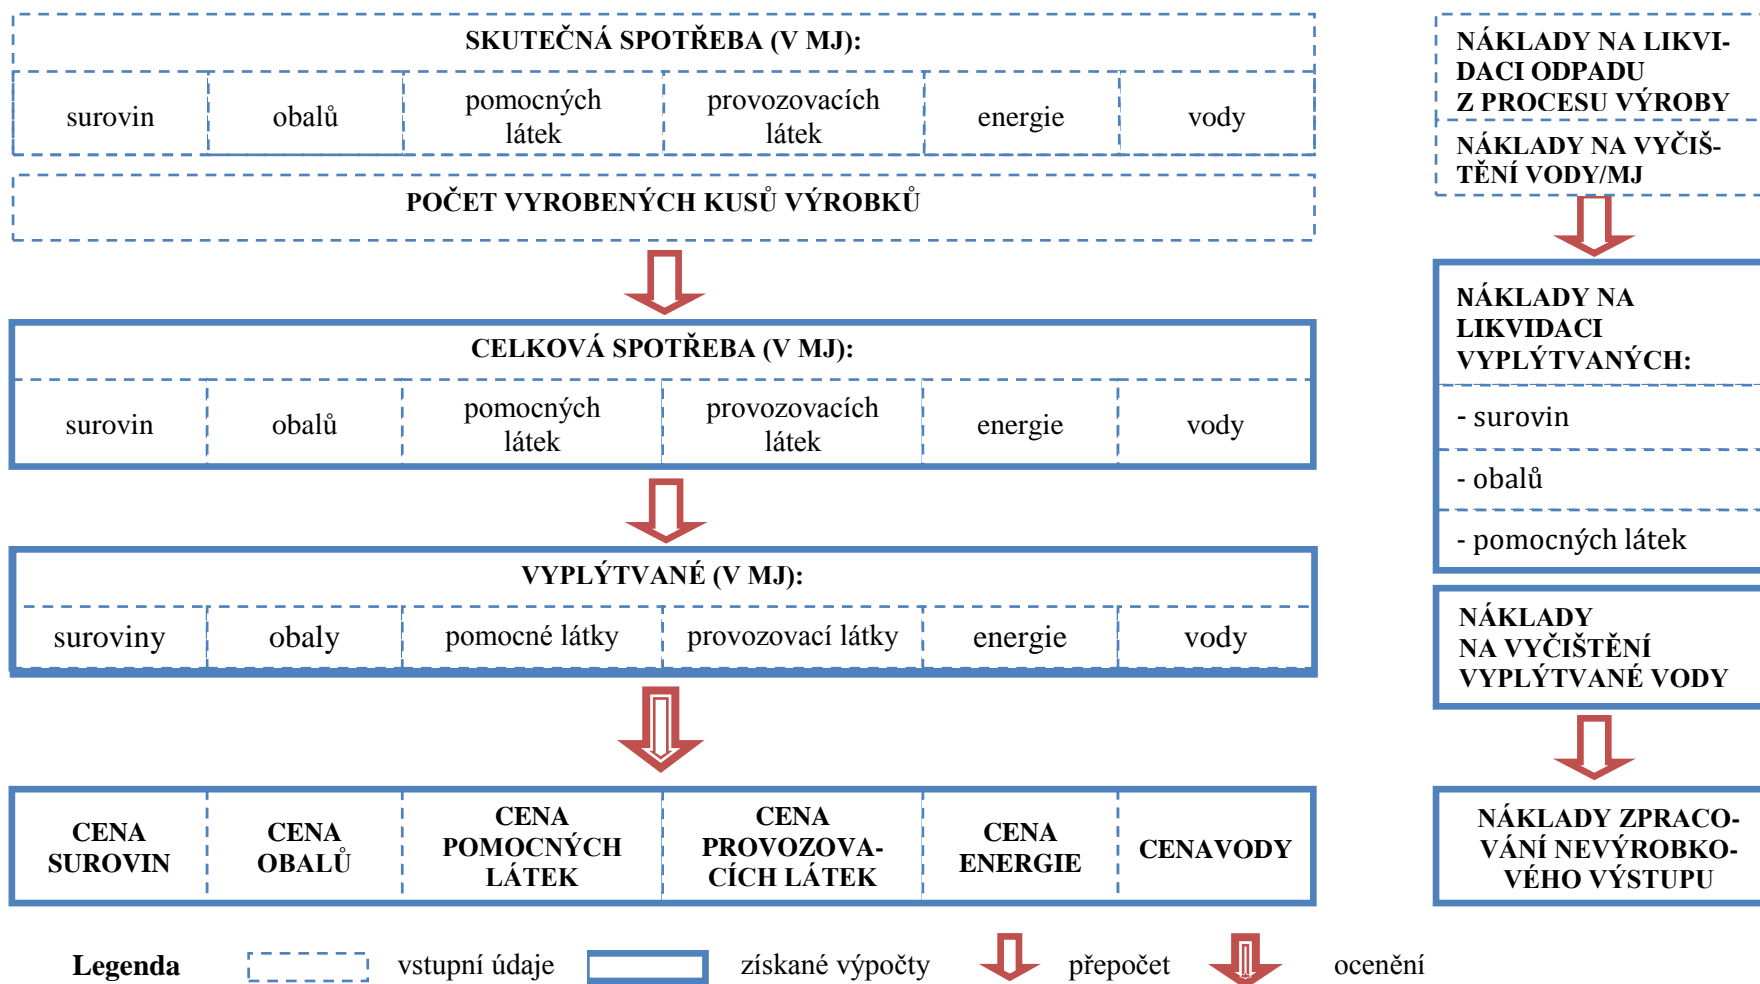 SKUTEČNÁ SPOTŘEBA (V MJ):
surovin
obalů
pomocných
látek
provozovacích
látek
energie
vody
POČET VYROBENÝCH KUSŮ VÝROBKŮ
CELKOVÁ SPOTŘEBA (V MJ):
surovin
obalů
pomocných
látek
provozovacích
látek
energie
vody
VYPLÝTVANÉ (V MJ):
suroviny
obaly
pomocné látky
provozovací látky
energie
vody
CENA
SUROVIN
CENA
OBALŮ
CENA
POMOCNÝCH
LÁTEK
CENA
PROVOZOVA-
CÍCH LÁTEK
CENA
ENERGIE
CENAVODY
NÁKLADY NA LIKVI-
DACI ODPADU
Z PROCESU VÝROBY
NÁKLADY NA VYČIŠ-
TĚNÍ VODY/MJ
NÁKLADY NA
LIKVIDACI
VYPLÝTVANÝCH:
- surovin
- obalů
- pomocných látek
NÁKLADY
NA VYČIŠTĚNÍ
VYPLÝTVANÉ VODY
NÁKLADY ZPRACO-
VÁNÍ NEVÝROBKO-
VÉHO VÝSTUPU
Legenda
vstupní údaje
získané výpočty
přepočet
ocenění